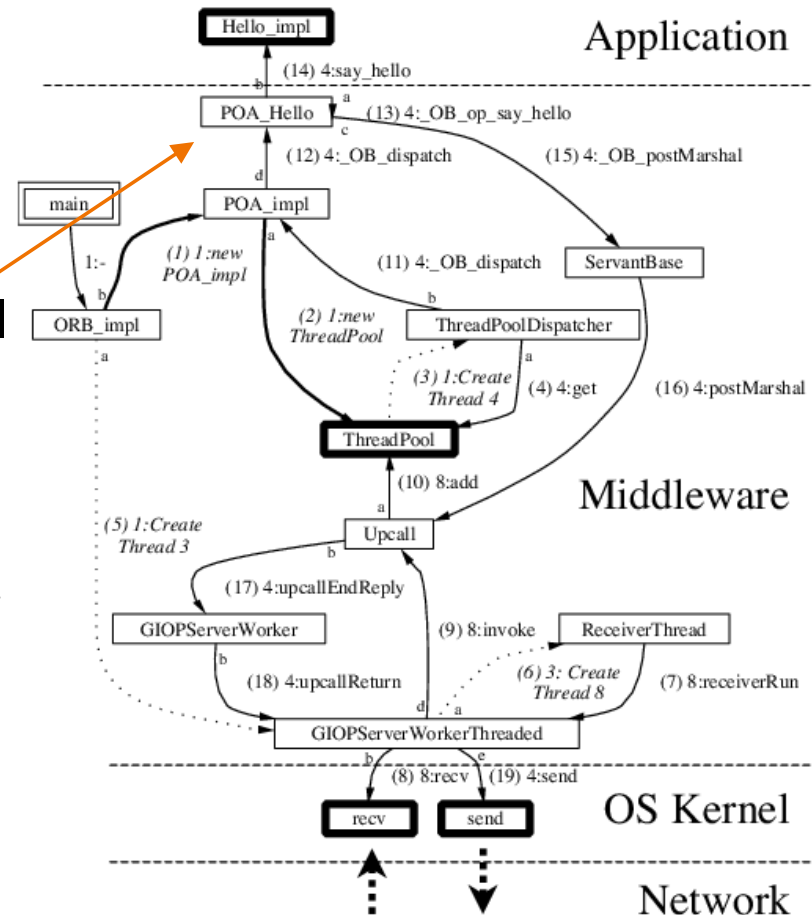 Hello_impl
Application
(14) 4:say_hello
b
a
POA_Hello
(13) 4:_OB_op_say_hello
c
(12) 4:_OB_dispatch
(15) 4:_OB_postMarshal
d
main
POA_impl
a
(1) 1:new
POA_impl
1:-
(11) 4:_OB_dispatch
ServantBase
b
b
(2) 1:new
ThreadPool
ORB_impl
ThreadPoolDispatcher
a
a
(3) 1:Create
Thread 4
(4) 4:get
(16) 4:postMarshal
ThreadPool
(10) 8:add
Middleware
a
(5) 1:Create
Thread 3
Upcall
b
(17) 4:upcallEndReply
GIOPServerWorker
(9) 8:invoke
ReceiverThread
b
(6) 3: Create
Thread 8
(18) 4:upcallReturn
(7) 8:receiverRun
d
a
GIOPServerWorkerThreaded
b
e
(8) 8:recv
(19) 4:send
recv
send
OS Kernel
Network